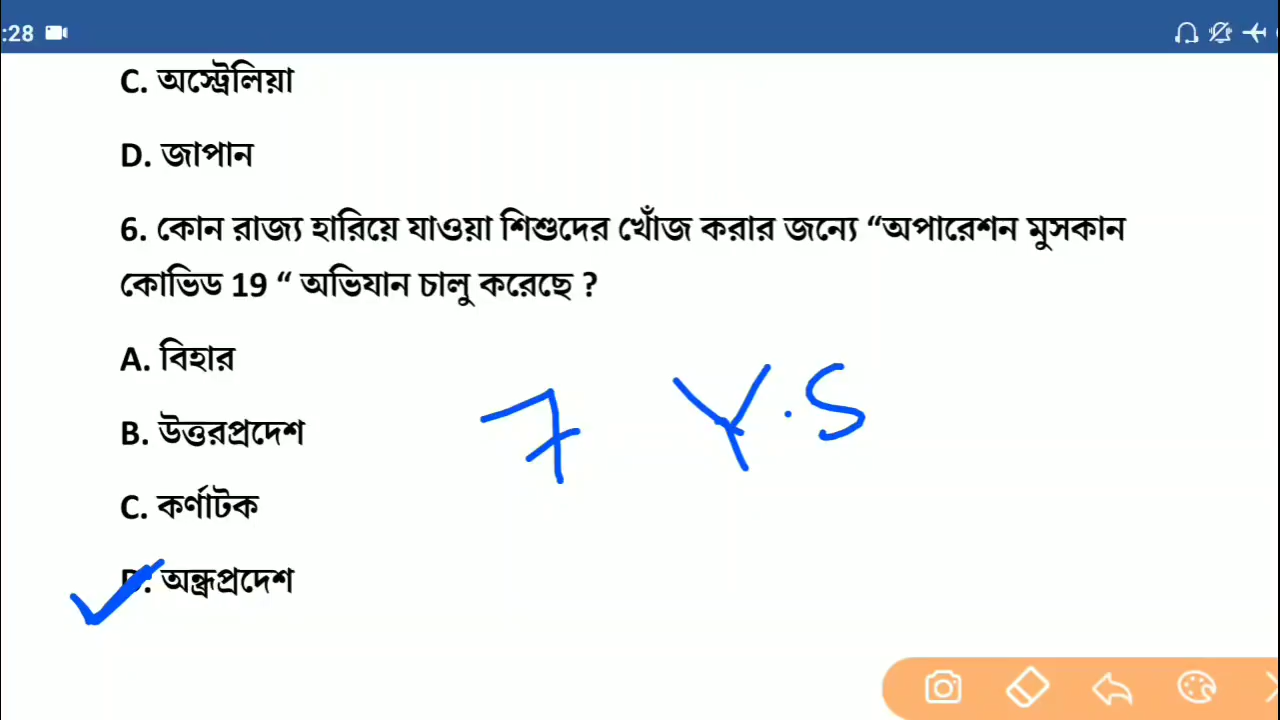 :28
C. অস্ট্রেলিয়া
D. জাপান
6. কোন রাজ্য হারিয়ে যাওয়া শিশুদের খোঁজ করার জন্যে “অপারেশন মুসকান
কোভিড 19 “ অভিযান চালু করেছে ?
A. বিহার
7 Y.S
B. উত্তরপ্রদেশ
C. কর্ণাটক
D. অন্ধ্রপ্রদেশ